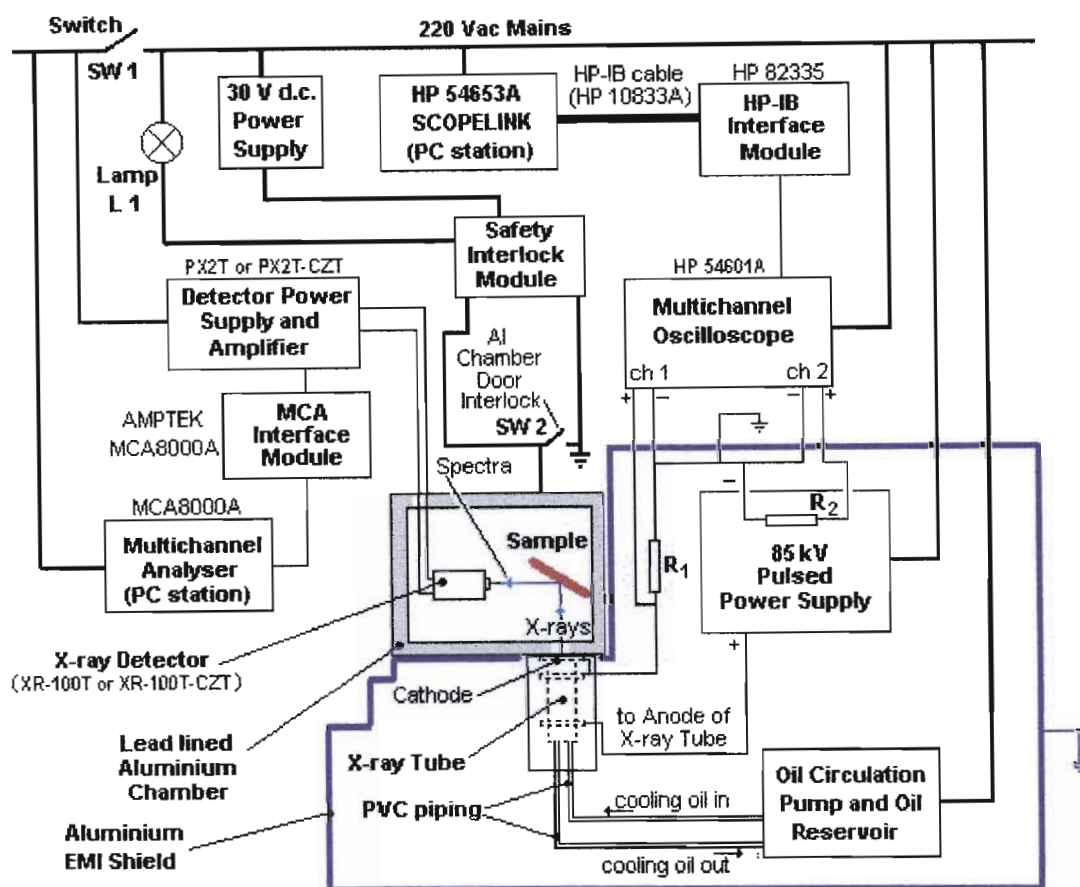 Switch
220 Vac Mains
SW 1
30 V d.c.
Power
Supply
HP 54653A
SCOPELINK
(PC station)
HP-IB cable
(HP 10833A)
HP 82335
HP-IB
Interface
Module
Lamp
L 1
Safety
Interlock
Module
PX2T or PX2T-CZT
Detector Power
Supply and
Amplifier
HP 54601A
Multichannel
Oscilloscope
ch 1
ch 2
+
−
−
+
Al
Chamber
Door
Interlock
SW 2
AMPTEK
MCA8000A
MCA
Interface
Module
Spectra
MCA8000A
Multichannel
Analyser
(PC station)
Sample
X-rays
R1
−
R2
85 kV
Pulsed
Power Supply
+
X-ray Detector
(XR-100T or XR-100T-CZT)
Cathode
to Anode of
X-ray Tube
Lead lined
Aluminium
Chamber
X-ray Tube
PVC piping
cooling oil in
cooling oil out
Oil Circulation
Pump and Oil
Reservoir
Aluminium
EMI Shield